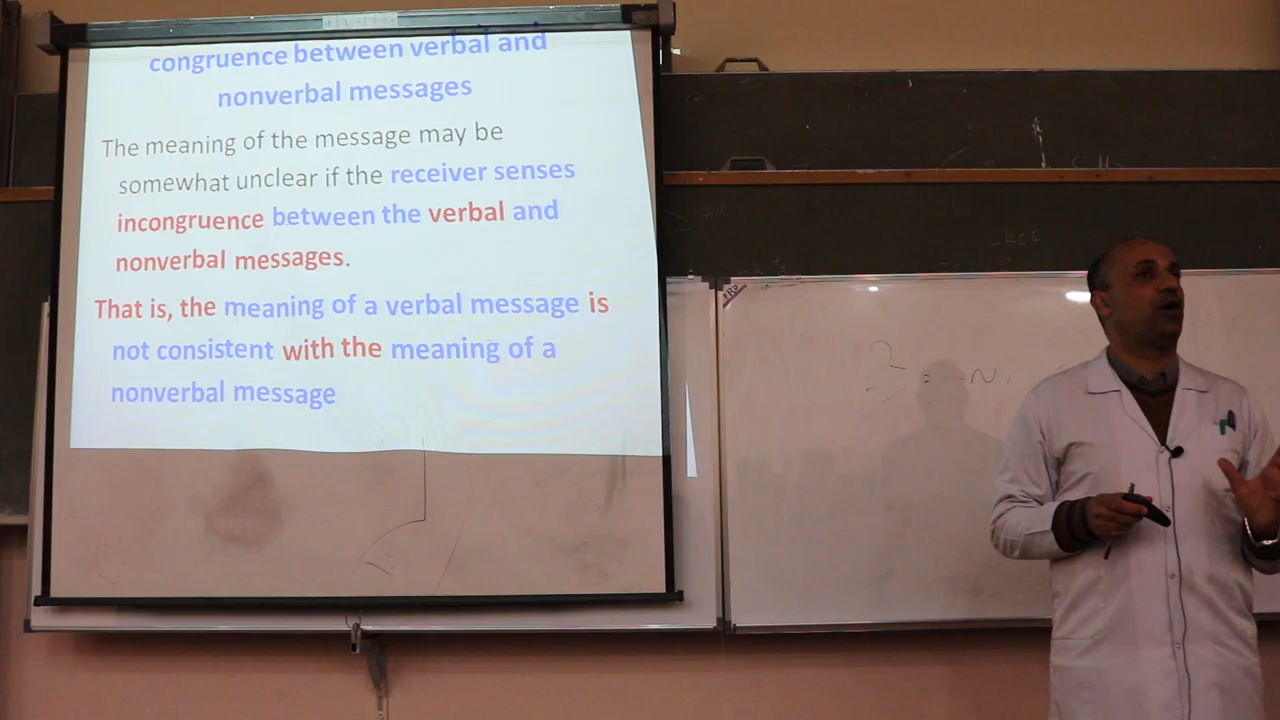 congruence between verbal and
nonverbal messages
The meaning of the message may be
somewhat unclear if the receiver senses
incongruence between the verbal and
nonverbal messages.
That is, the meaning of a verbal message is
not consistent with the meaning of a
nonverbal message